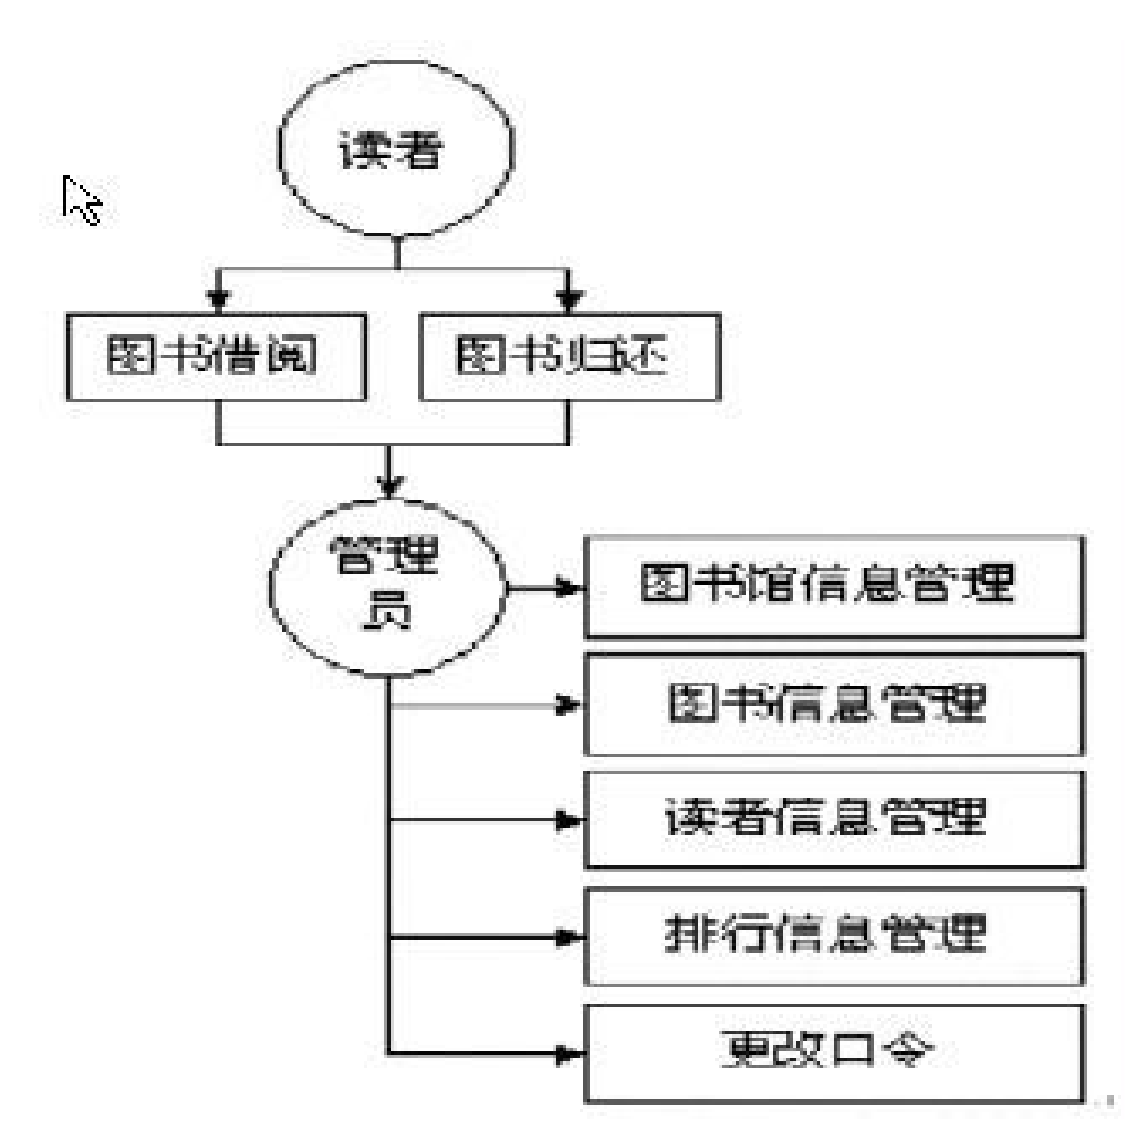 读者
图书借阅
图书归还
管理
员
图书馆信息管理
图书信息管理
读者信息管理
排行信息管理
更改口令